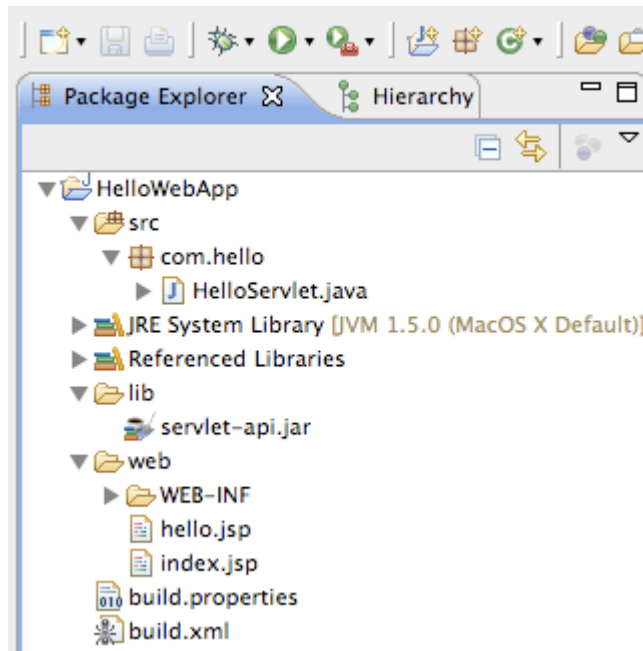 Package Explorer Hierarchy
HelloWebApp
src
com.hello
HelloServlet.java
JRE System Library [JVM 1.5.0 (MacOS X Default)]
Referenced Libraries
lib
servlet-api.jar
web
WEB-INF
hello.jsp
index.jsp
build.properties
build.xml